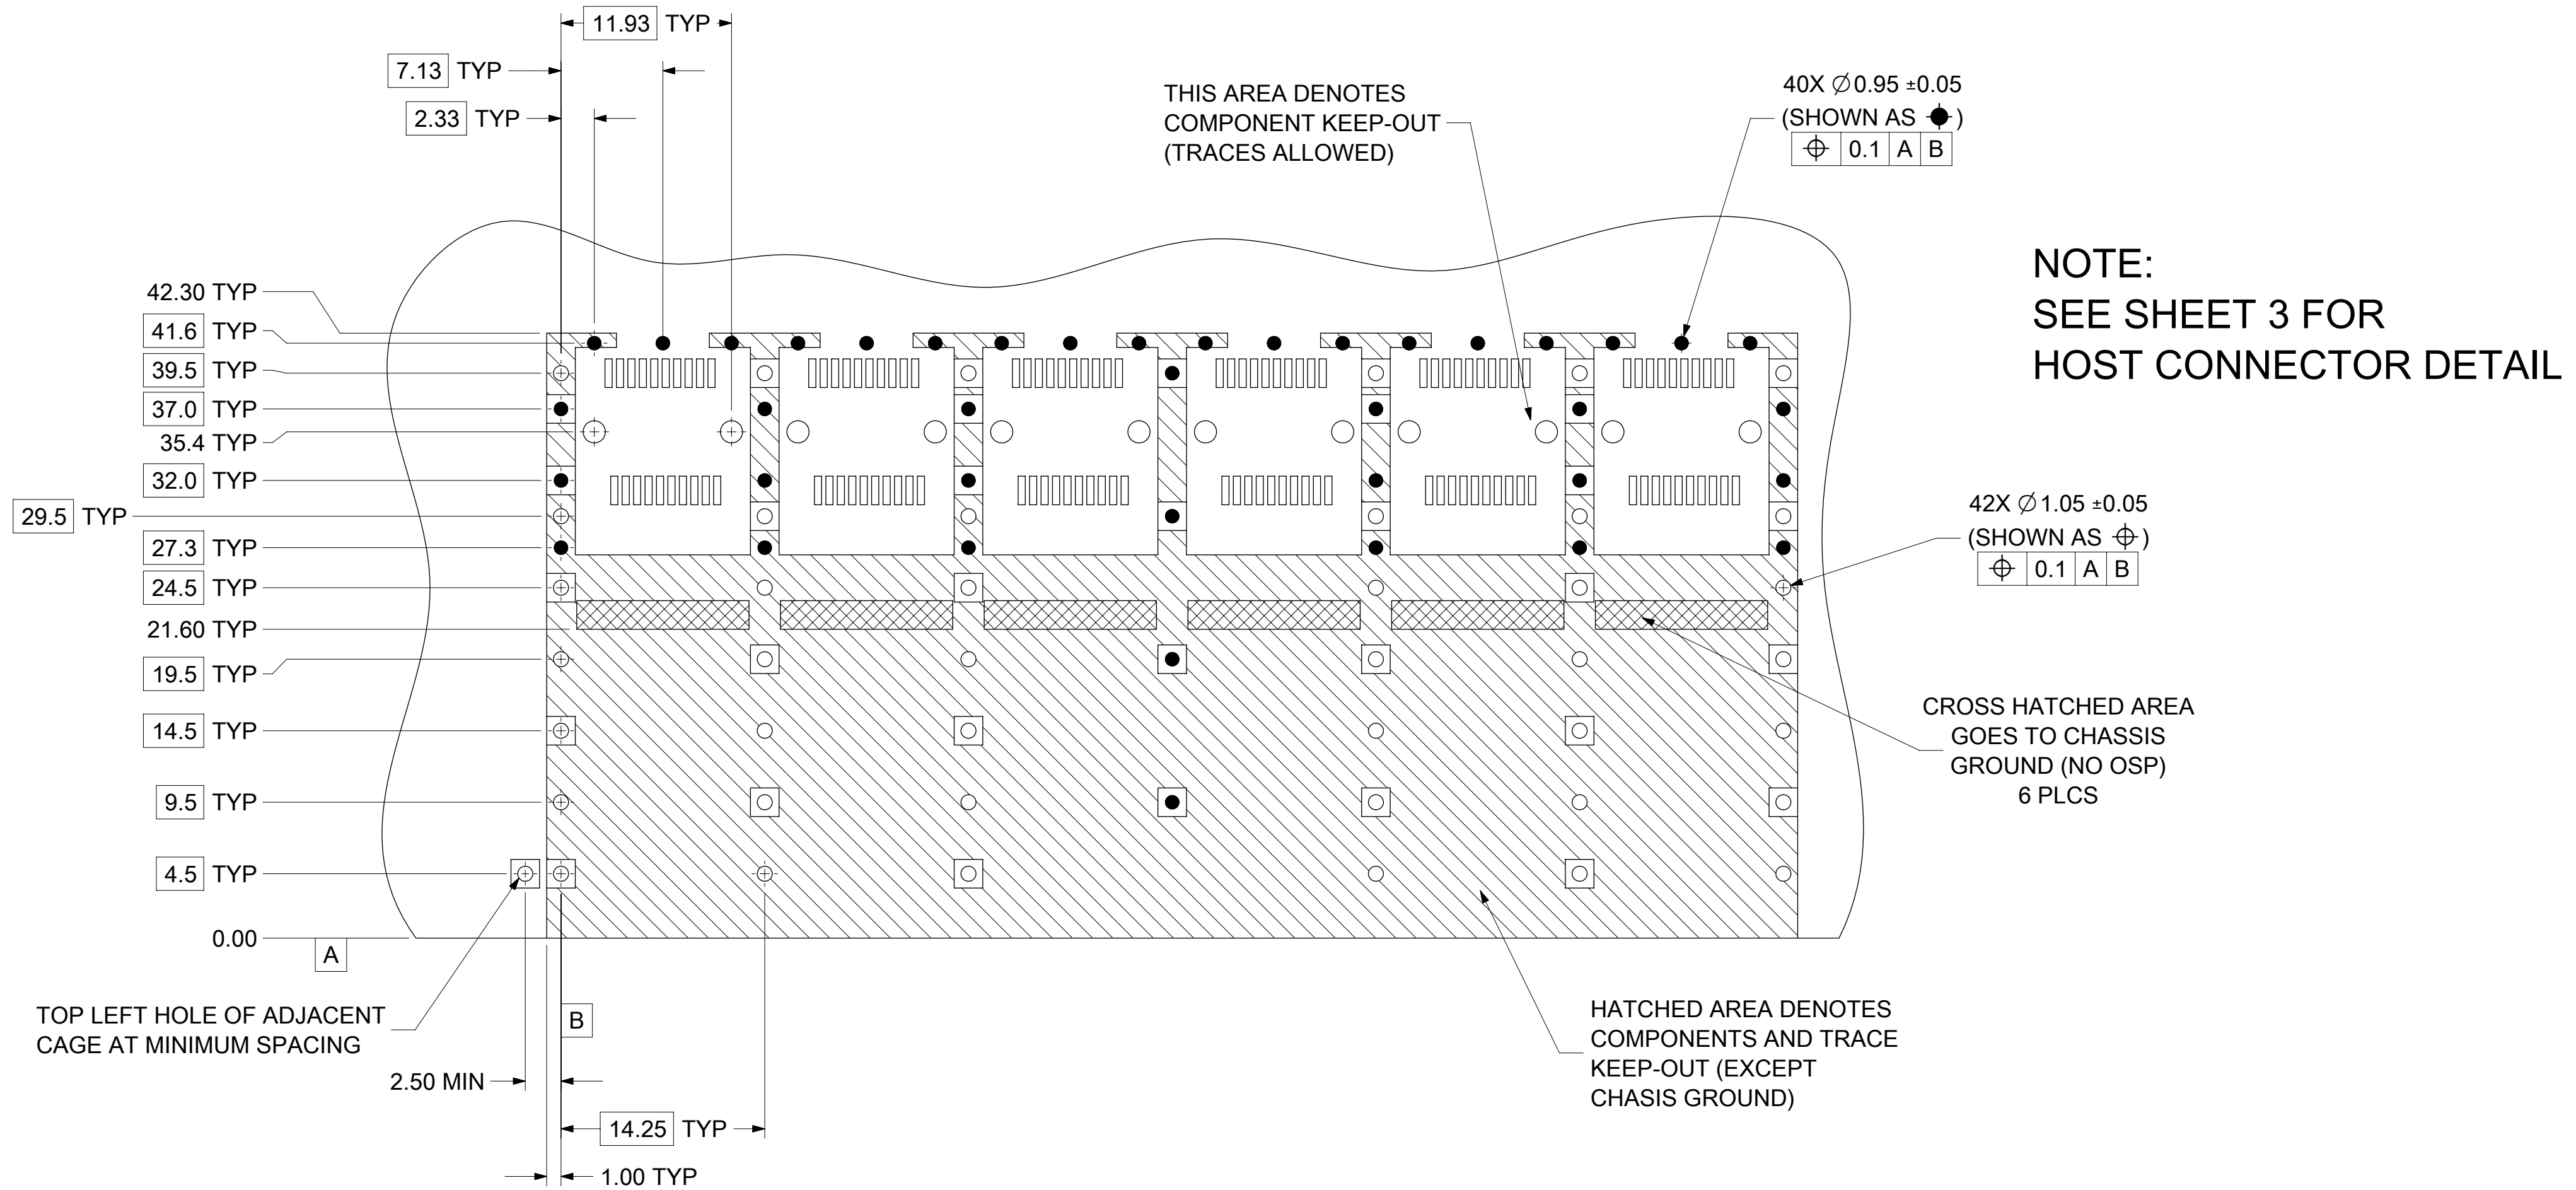 11.93 TYP
7.13 TYP
2.33 TYP
THIS AREA DENOTES
COMPONENT KEEP-OUT
(TRACES ALLOWED)
40X ∅0.95 ±0.05
(SHOWN AS ⌖)
⌖ 0.1 A B
NOTE:
SEE SHEET 3 FOR
HOST CONNECTOR DETAIL
42.30 TYP
41.6 TYP
39.5 TYP
37.0 TYP
35.4 TYP
32.0 TYP
29.5 TYP
27.3 TYP
24.5 TYP
21.60 TYP
19.5 TYP
14.5 TYP
9.5 TYP
4.5 TYP
0.00
A
42X ∅1.05 ±0.05
(SHOWN AS ⌖)
⌖ 0.1 A B
CROSS HATCHED AREA
GOES TO CHASSIS
GROUND (NO OSP)
6 PLCS
TOP LEFT HOLE OF ADJACENT
CAGE AT MINIMUM SPACING
B
2.50 MIN
14.25 TYP
1.00 TYP
HATCHED AREA DENOTES
COMPONENTS AND TRACE
KEEP-OUT (EXCEPT
CHASIS GROUND)